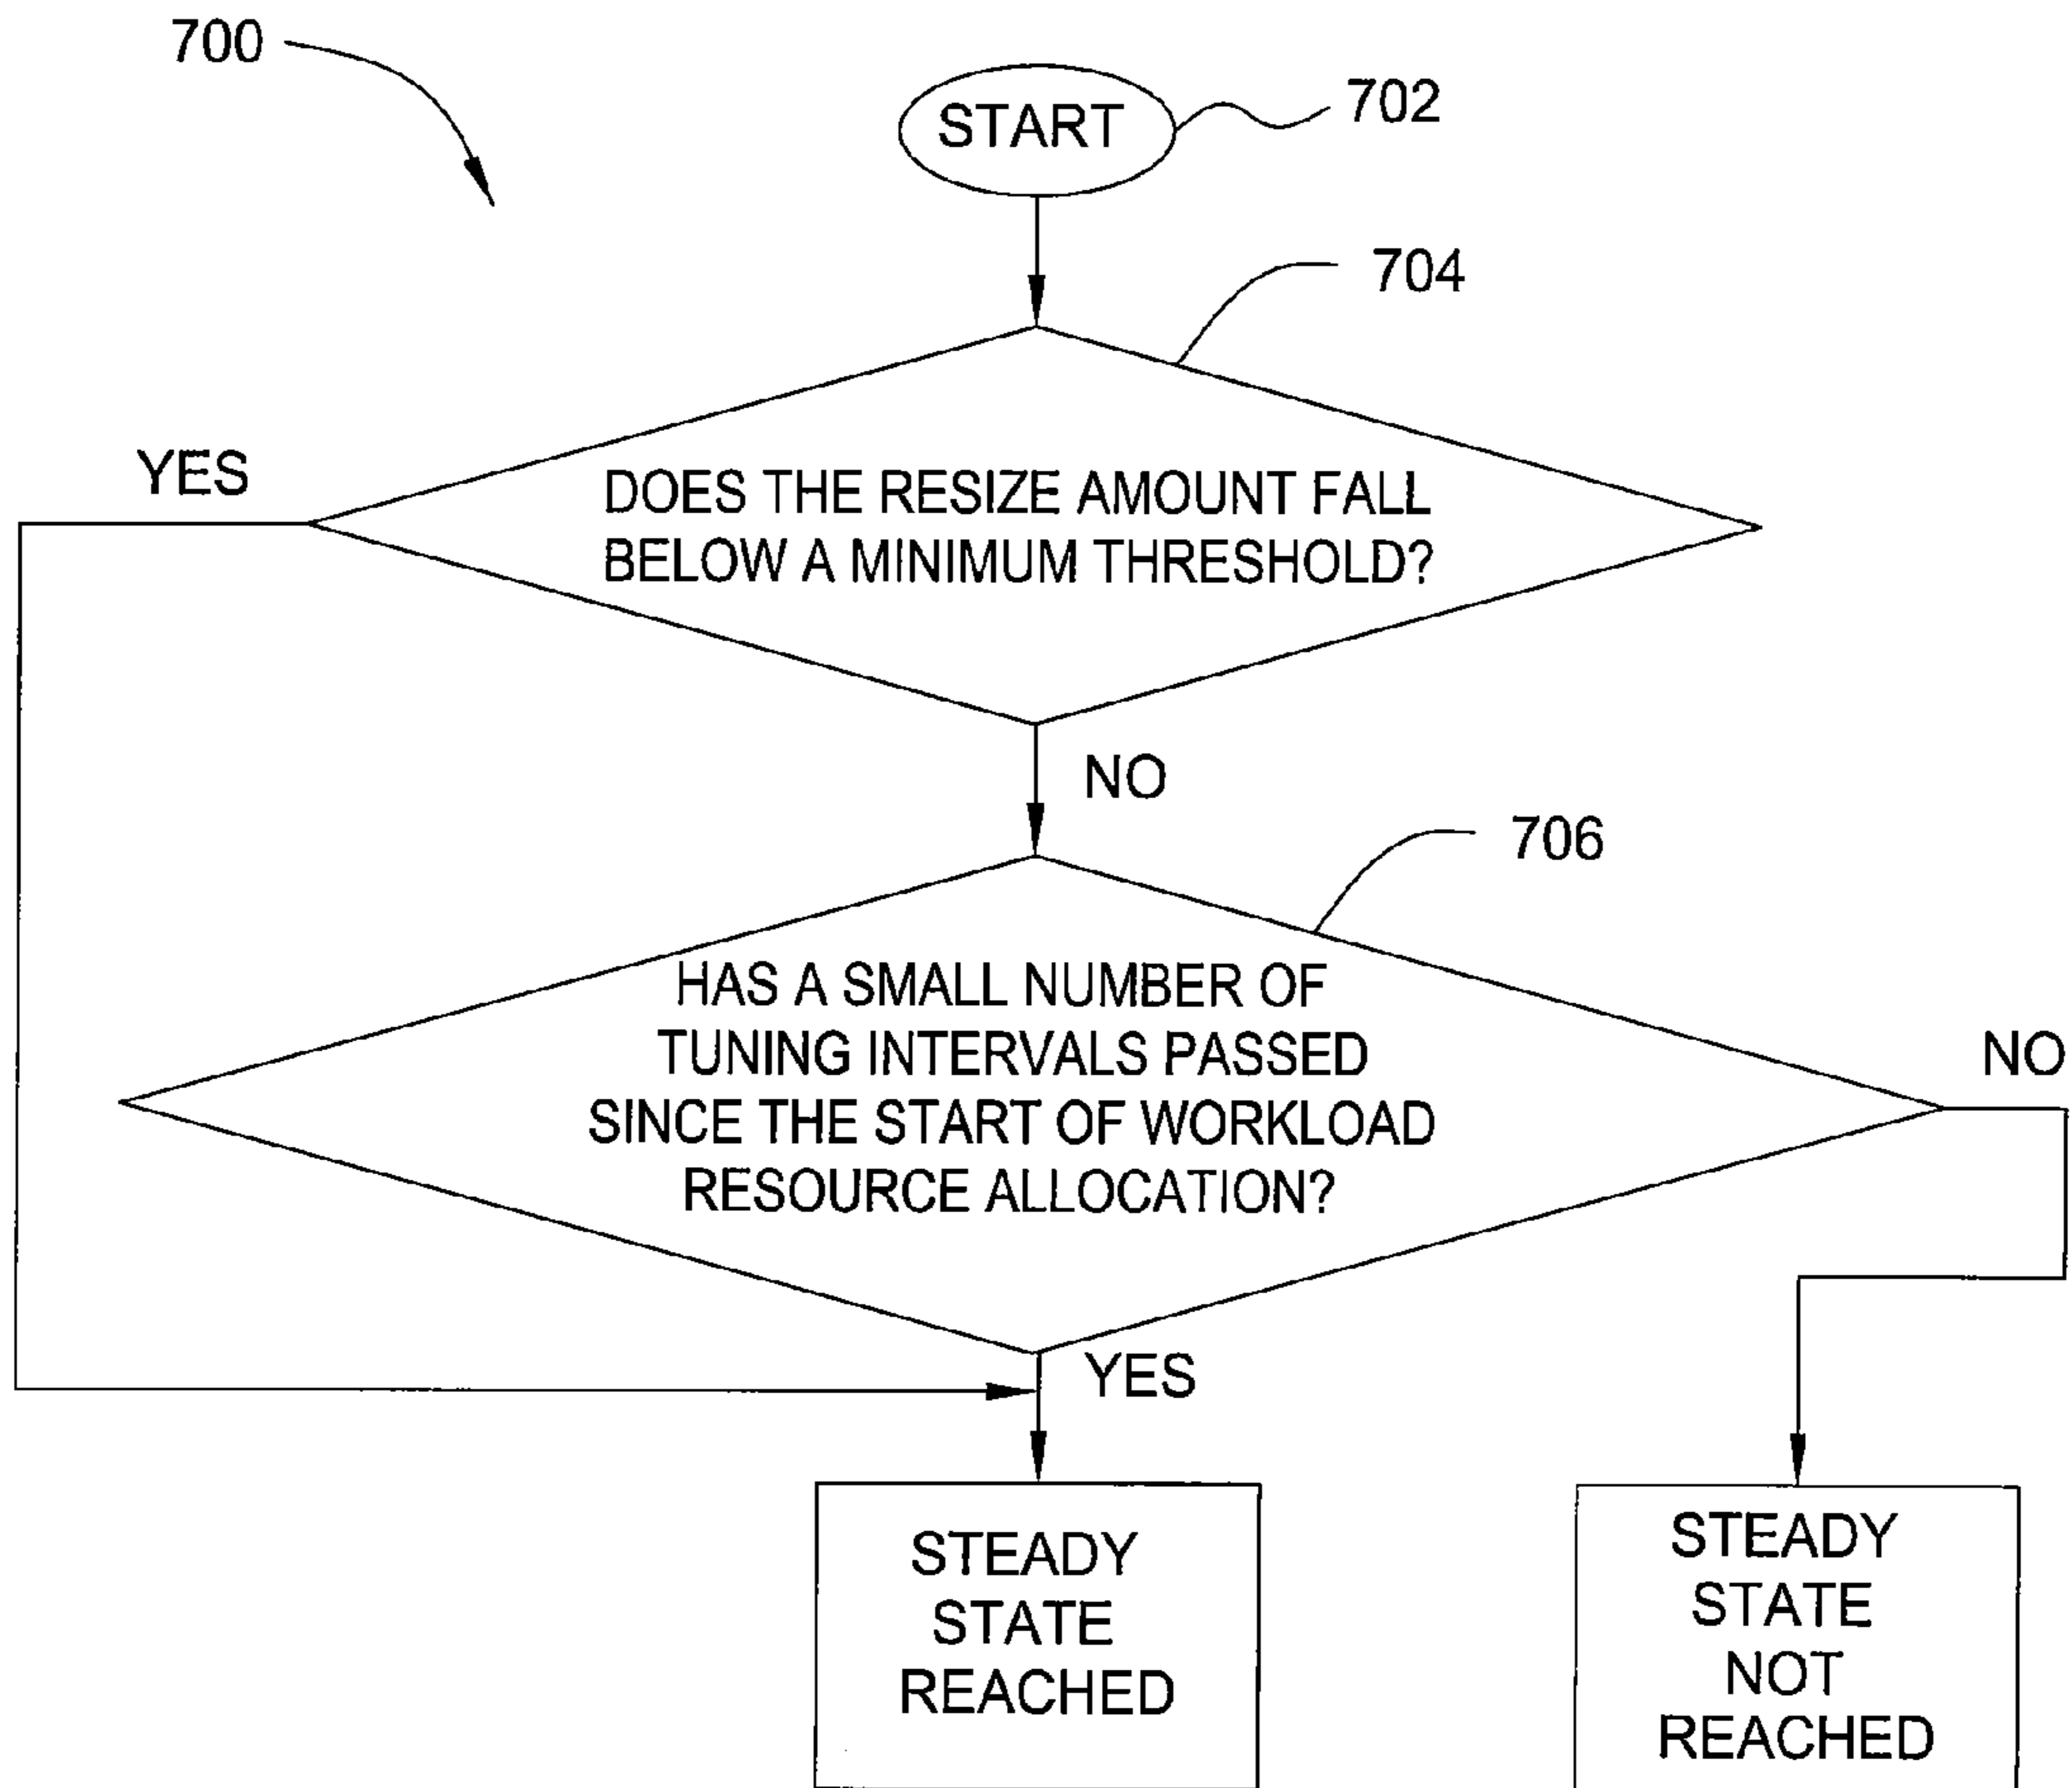 700
START
702
704
YES
DOES THE RESIZE AMOUNT FALL
BELOW A MINIMUM THRESHOLD?
NO
706
HAS A SMALL NUMBER OF
TUNING INTERVALS PASSED
SINCE THE START OF WORKLOAD
RESOURCE ALLOCATION?
NO
YES
STEADY
STATE
REACHED
STEADY
STATE
NOT
REACHED